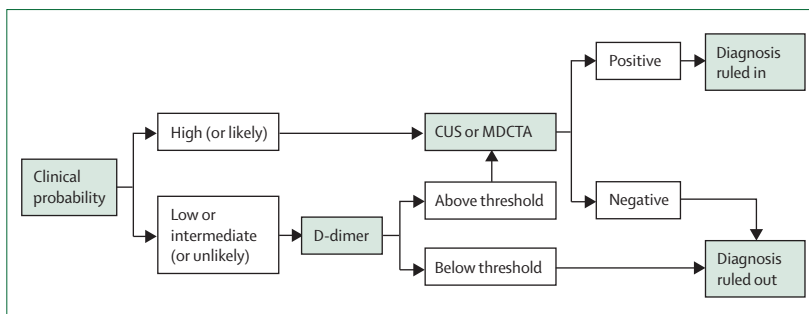 Clinical
probability
High (or likely)
Low or
intermediate
(or unlikely)
D-dimer
CUS or MDCTA
Above threshold
Below threshold
Positive
Negative
Diagnosis
ruled in
Diagnosis
ruled out